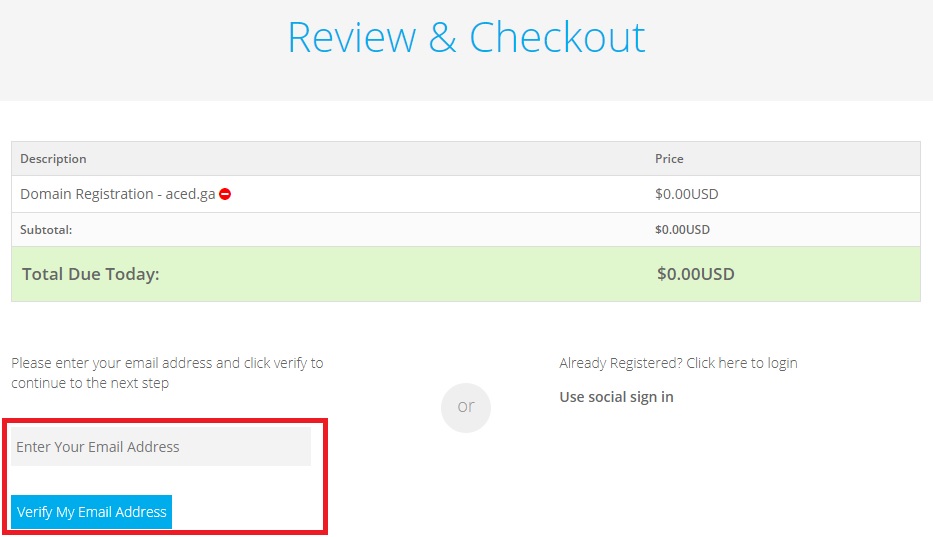 Review & Checkout
Description Price
Domain Registration - aced.ga $0.00USD
Subtotal: $0.00USD
Total Due Today: $0.00USD
Please enter your email address and click verify to
continue to the next step
Enter Your Email Address
Verify My Email Address
or
Already Registered? Click here to login
Use social sign in